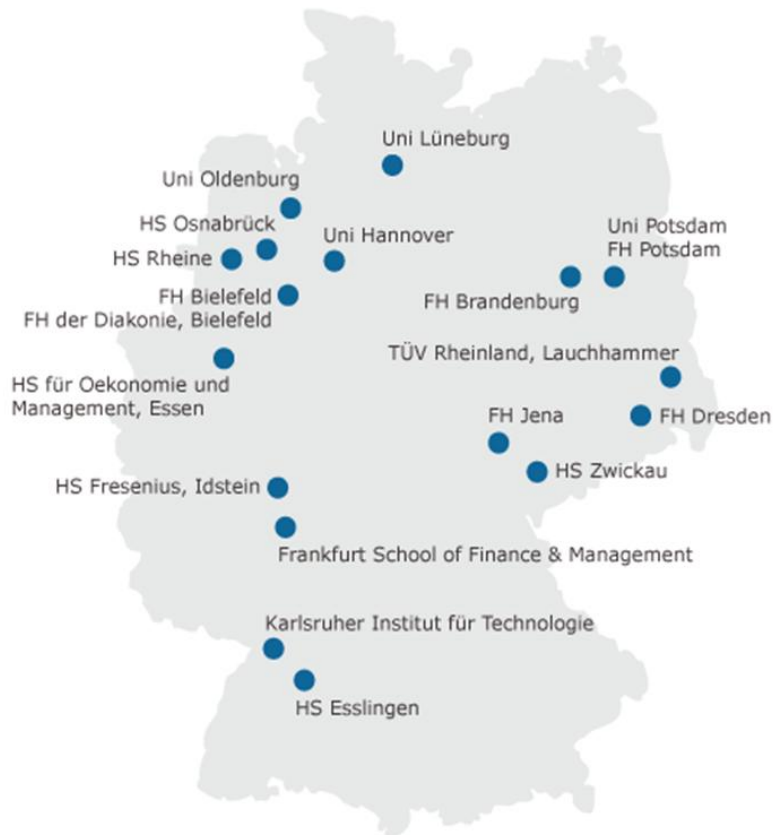 Uni Lüneburg
Uni Oldenburg
HS Osnabrück
Uni Hannover
Uni Potsdam
FH Potsdam
HS Rheine
FH Bielefeld
FH der Diakonie, Bielefeld
FH Brandenburg
TÜV Rheinland, Lauchhammer
HS für Oekonomie und
Management, Essen
FH Jena
FH Dresden
HS Zwickau
HS Fresenius, Idstein
Frankfurt School of Finance & Management
Karlsruher Institut für Technologie
HS Esslingen